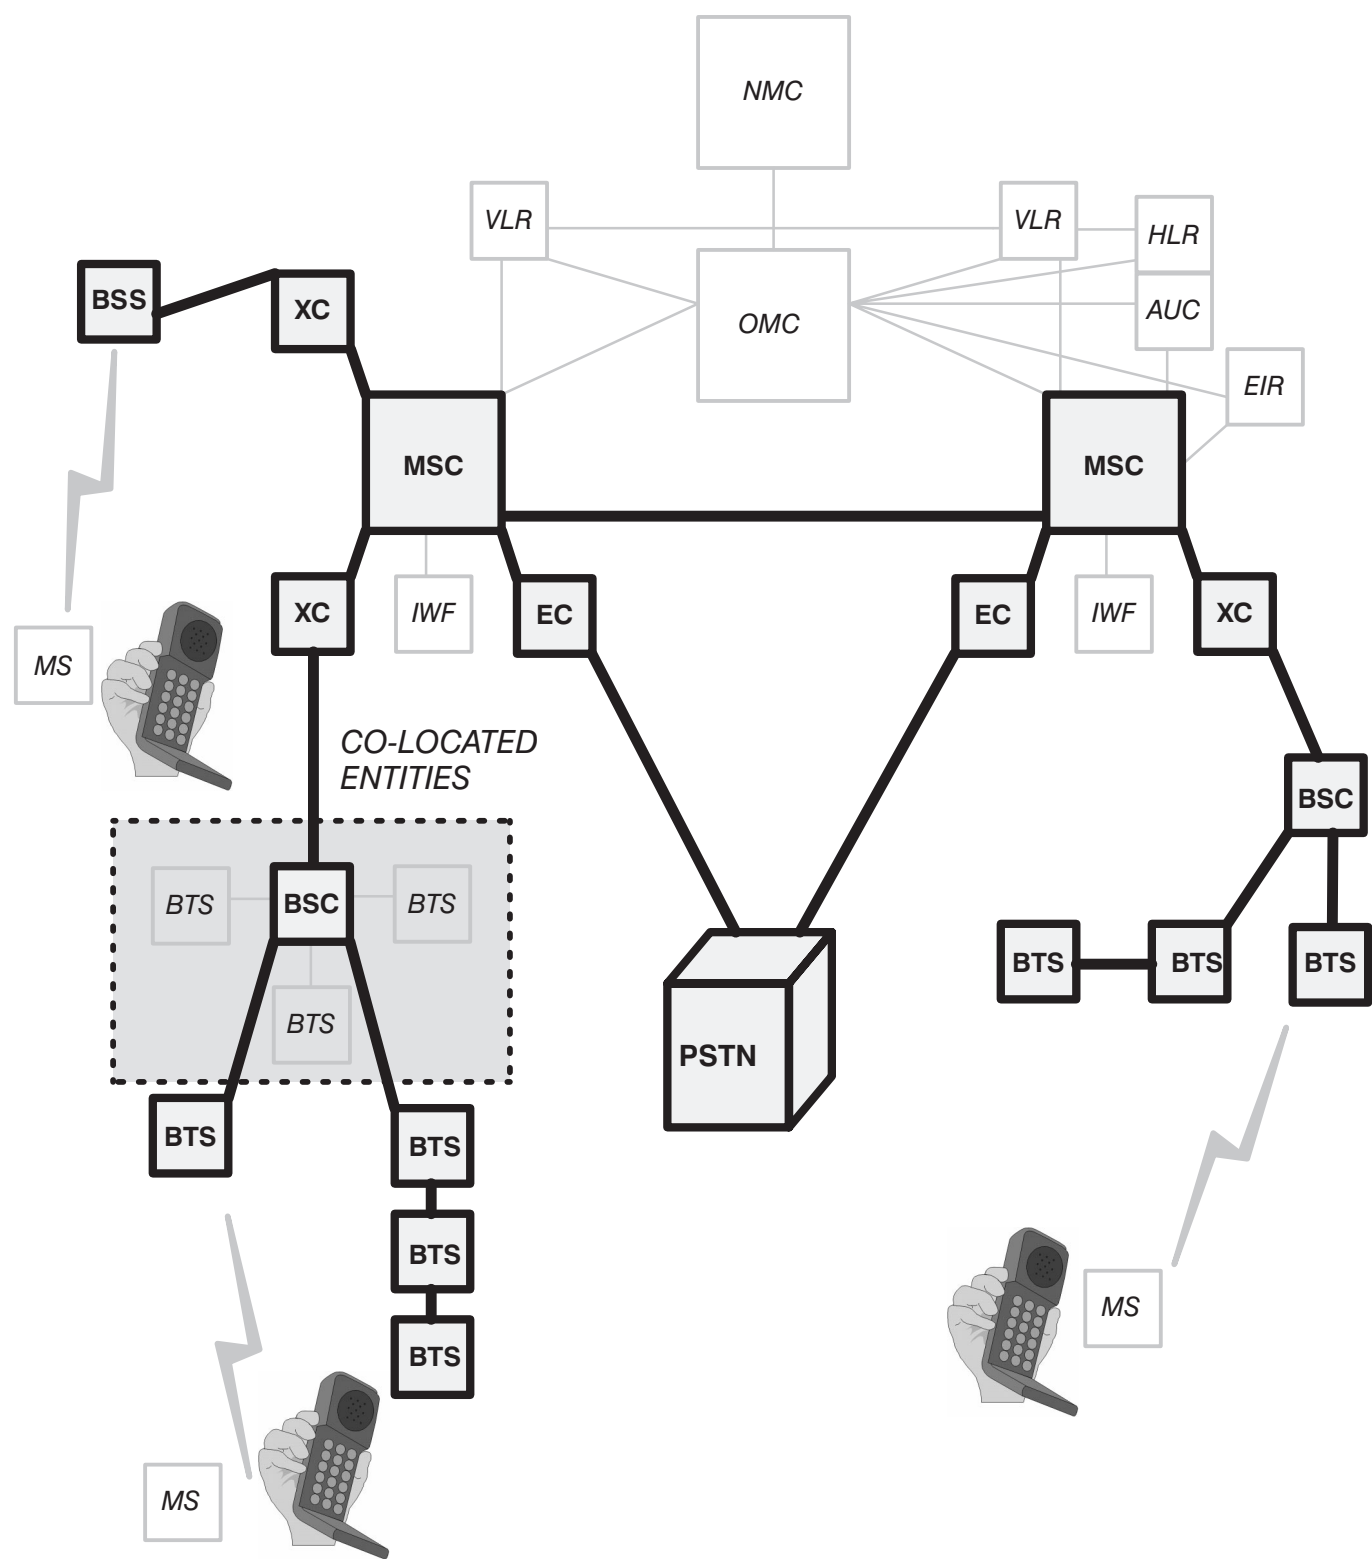 NMC
VLR
VLR
HLR
BSS
XC
OMC
AUC
EIR
MSC
MSC
XC
IWF
EC
EC
IWF
XC
MS
CO-LOCATED
ENTITIES
BSC
BTS
BSC
BTS
BTS
BTS
BTS
BTS
PSTN
BTS
BTS
BTS
BTS
MS
BTS
MS